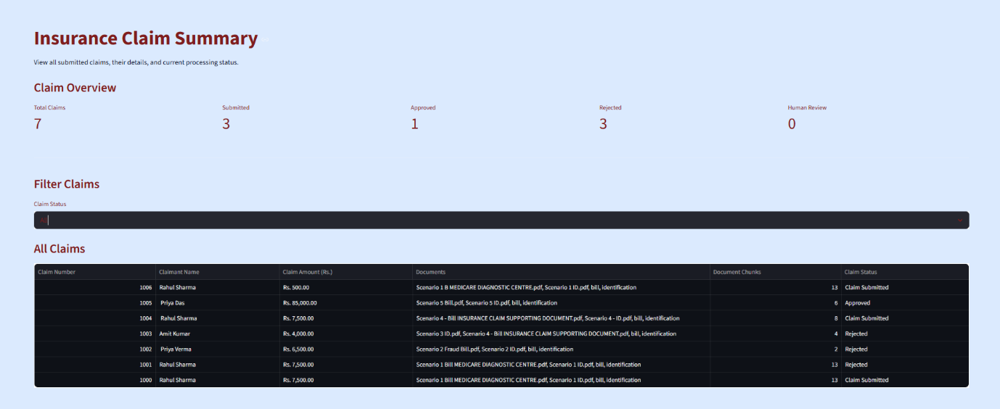 Insurance Claim Summary
View all submitted claims, their details, and current processing status.
Claim Overview
Total Claims Submitted Approved Rejected Human Review
7 3 1 3 0
Filter Claims
Claim Status
All Claims
Claim Number Claimant Name Claim Amount (Rs.) Documents Document Chunks Claim Status
1006 Rahul Sharma Rs. 500.00 Scenario 1 B MEDICARE DIAGNOSTIC CENTRE.pdf, Scenario 1 ID.pdf, bill, identification 13 Claim Submitted
1005 Priya Das Rs. 85,000.00 Scenario 5 Bill.pdf, Scenario 5 ID.pdf, bill, identification 6 Approved
1004 Rahul Sharma Rs. 7,500.00 Scenario 4 - Bill INSURANCE CLAIM SUPPORTING DOCUMENT.pdf, Scenario 4 - ID.pdf, bill, identification 8 Claim Submitted
1003 Amit Kumar Rs. 4,000.00 Scenario 3 ID.pdf, Scenario 4 - Bill INSURANCE CLAIM SUPPORTING DOCUMENT.pdf, bill, identification 4 Rejected
1002 Priya Verma Rs. 6,500.00 Scenario 2 Fraud Bill.pdf, Scenario 2 ID.pdf, bill, identification 2 Rejected
1001 Rahul Sharma Rs. 7,500.00 Scenario 1 Bill MEDICARE DIAGNOSTIC CENTRE.pdf, Scenario 1 ID.pdf, bill, identification 13 Rejected
1000 Rahul Sharma Rs. 7,500.00 Scenario 1 Bill MEDICARE DIAGNOSTIC CENTRE.pdf, Scenario 1 ID.pdf, bill, identification 13 Claim Submitted